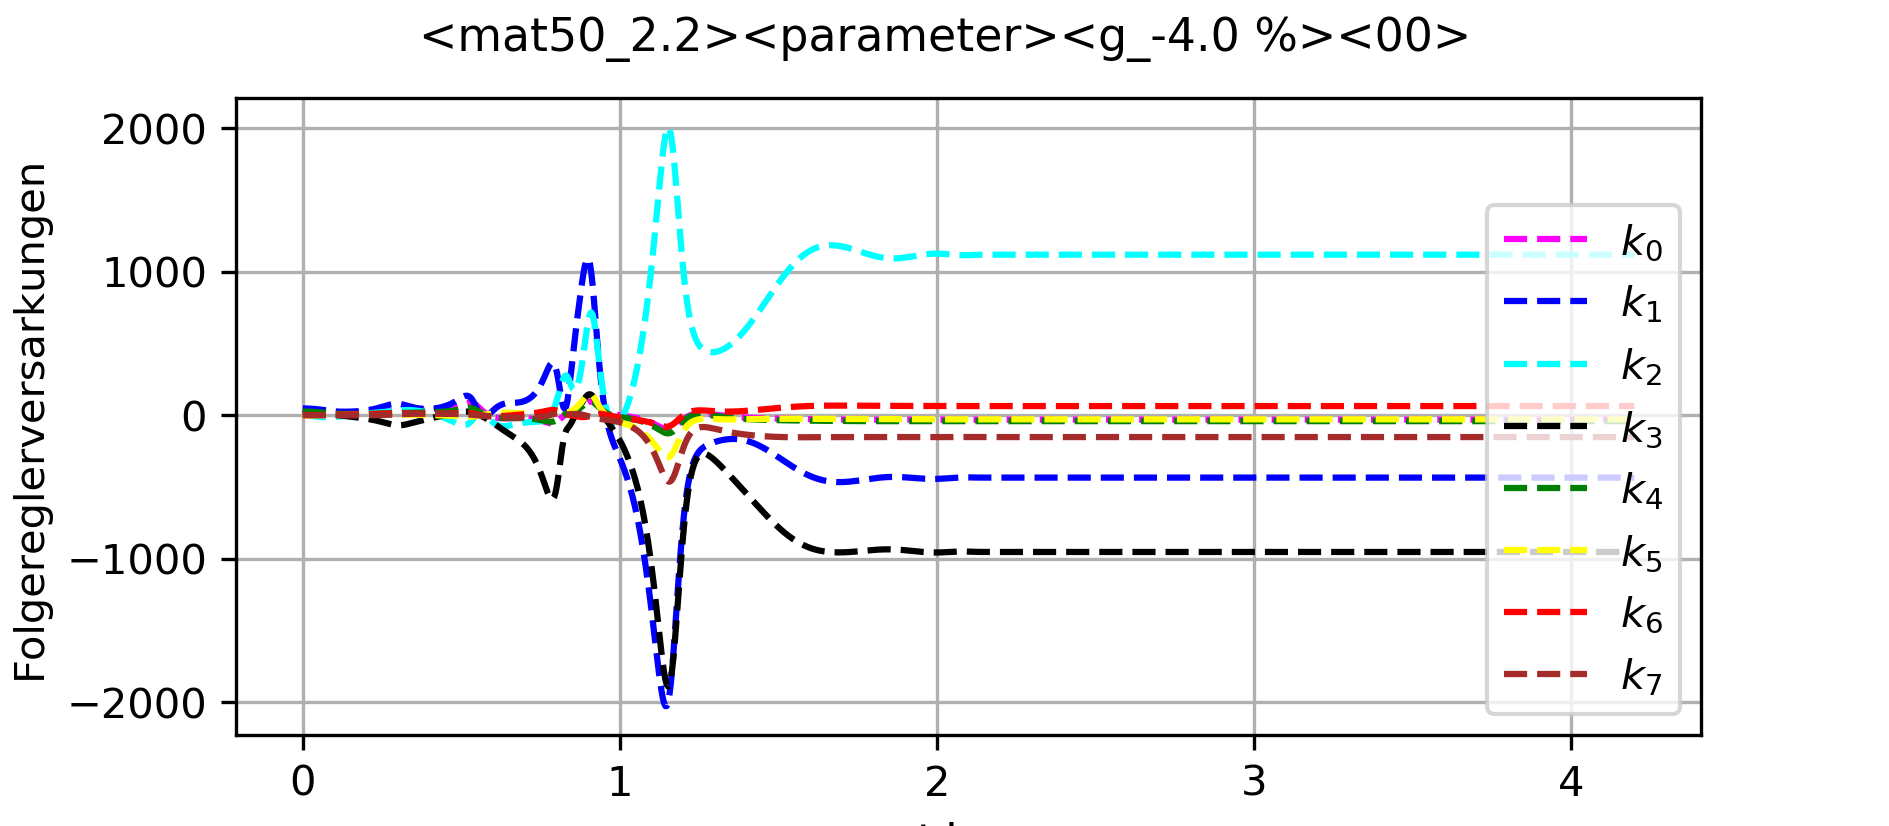 <mat50_2.2><parameter><g_-4.0 %><00>
Folgereglerversarkungen
2000
1000
0
−1000
−2000
0 1 2 3 4
k0
k1
k2
k3
k4
k5
k6
k7